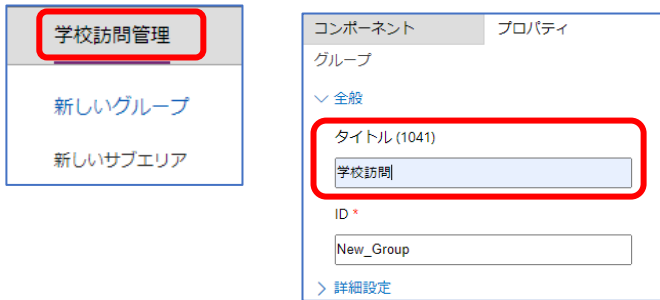 学校訪問管理
新しいグループ
新しいサブエリア
コンポーネント プロパティ
グループ
全般
タイトル (1041)
学校訪問
ID *
New_Group
詳細設定